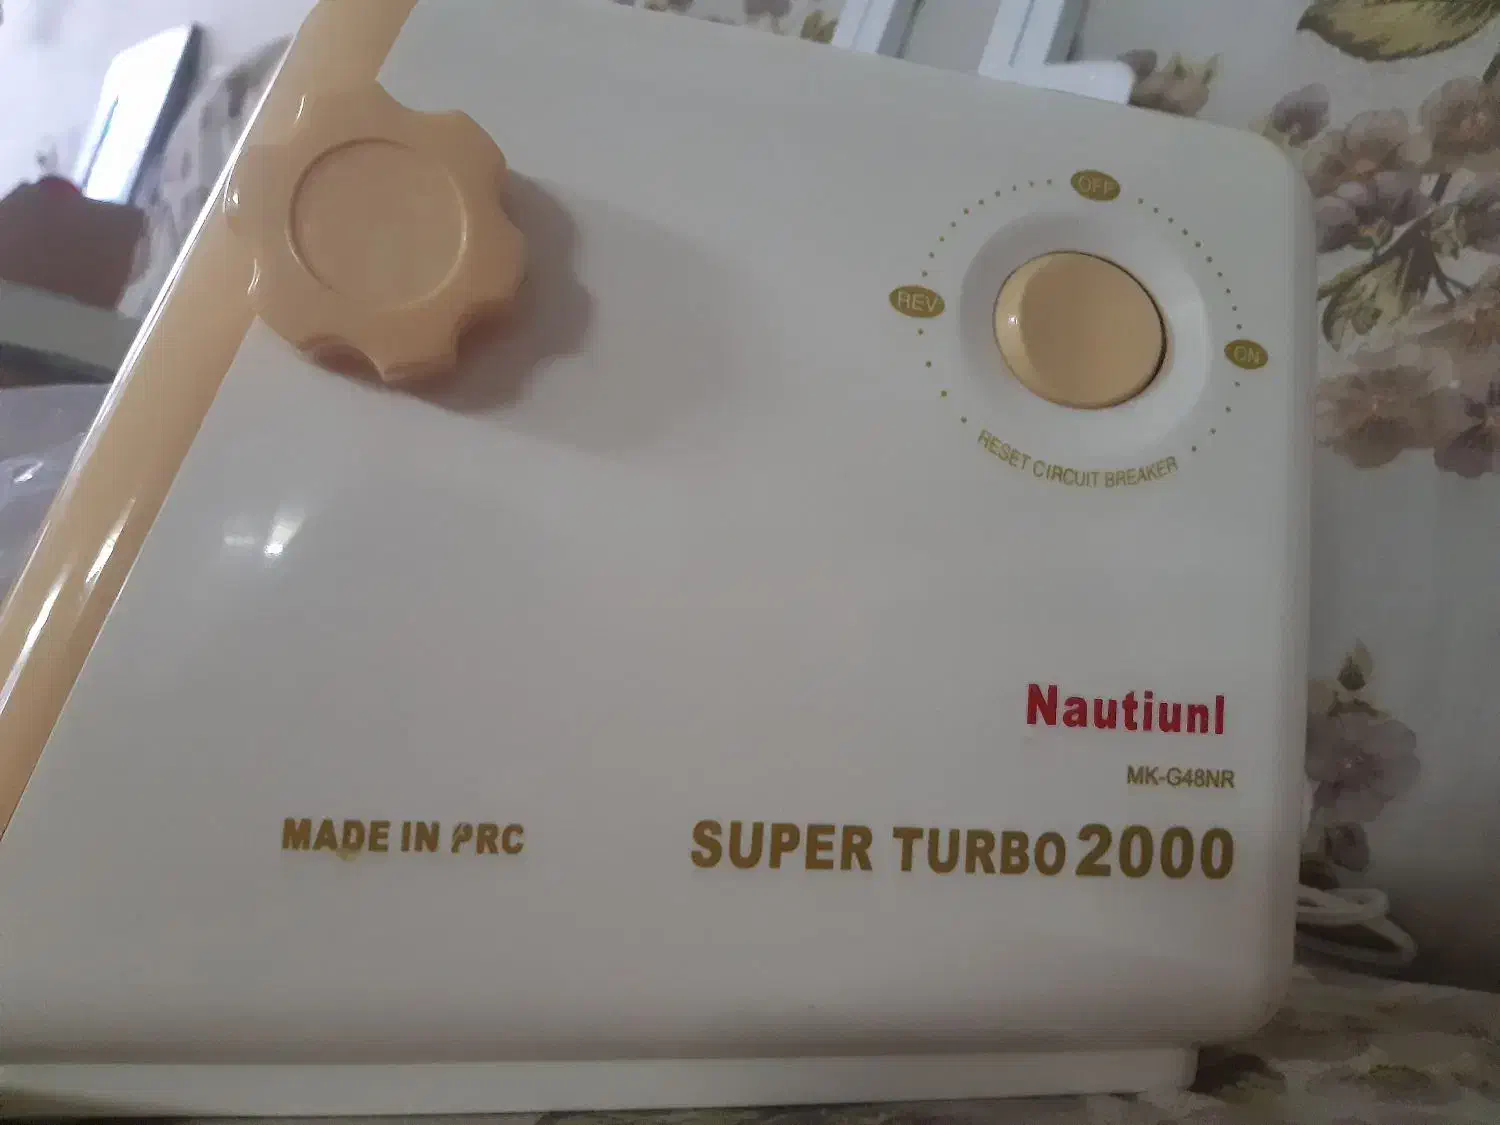 OFF
REV
ON
RESET CIRCUIT BREAKER
Nautiunl
MK-G48NR
MADE IN PRC
SUPER TURBO 2000